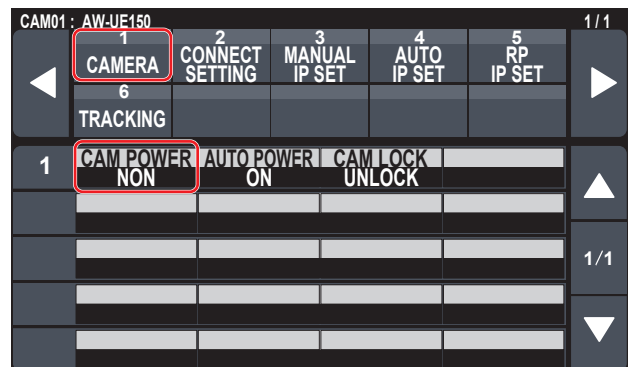 CAM01 : AW-UE150 1 / 1
1 2 3 4 5
CAMERA CONNECT SETTING MANUAL IP SET AUTO IP SET RP IP SET
6
TRACKING
1 CAM POWER AUTO POWER CAM LOCK
NON ON UNLOCK
1/1